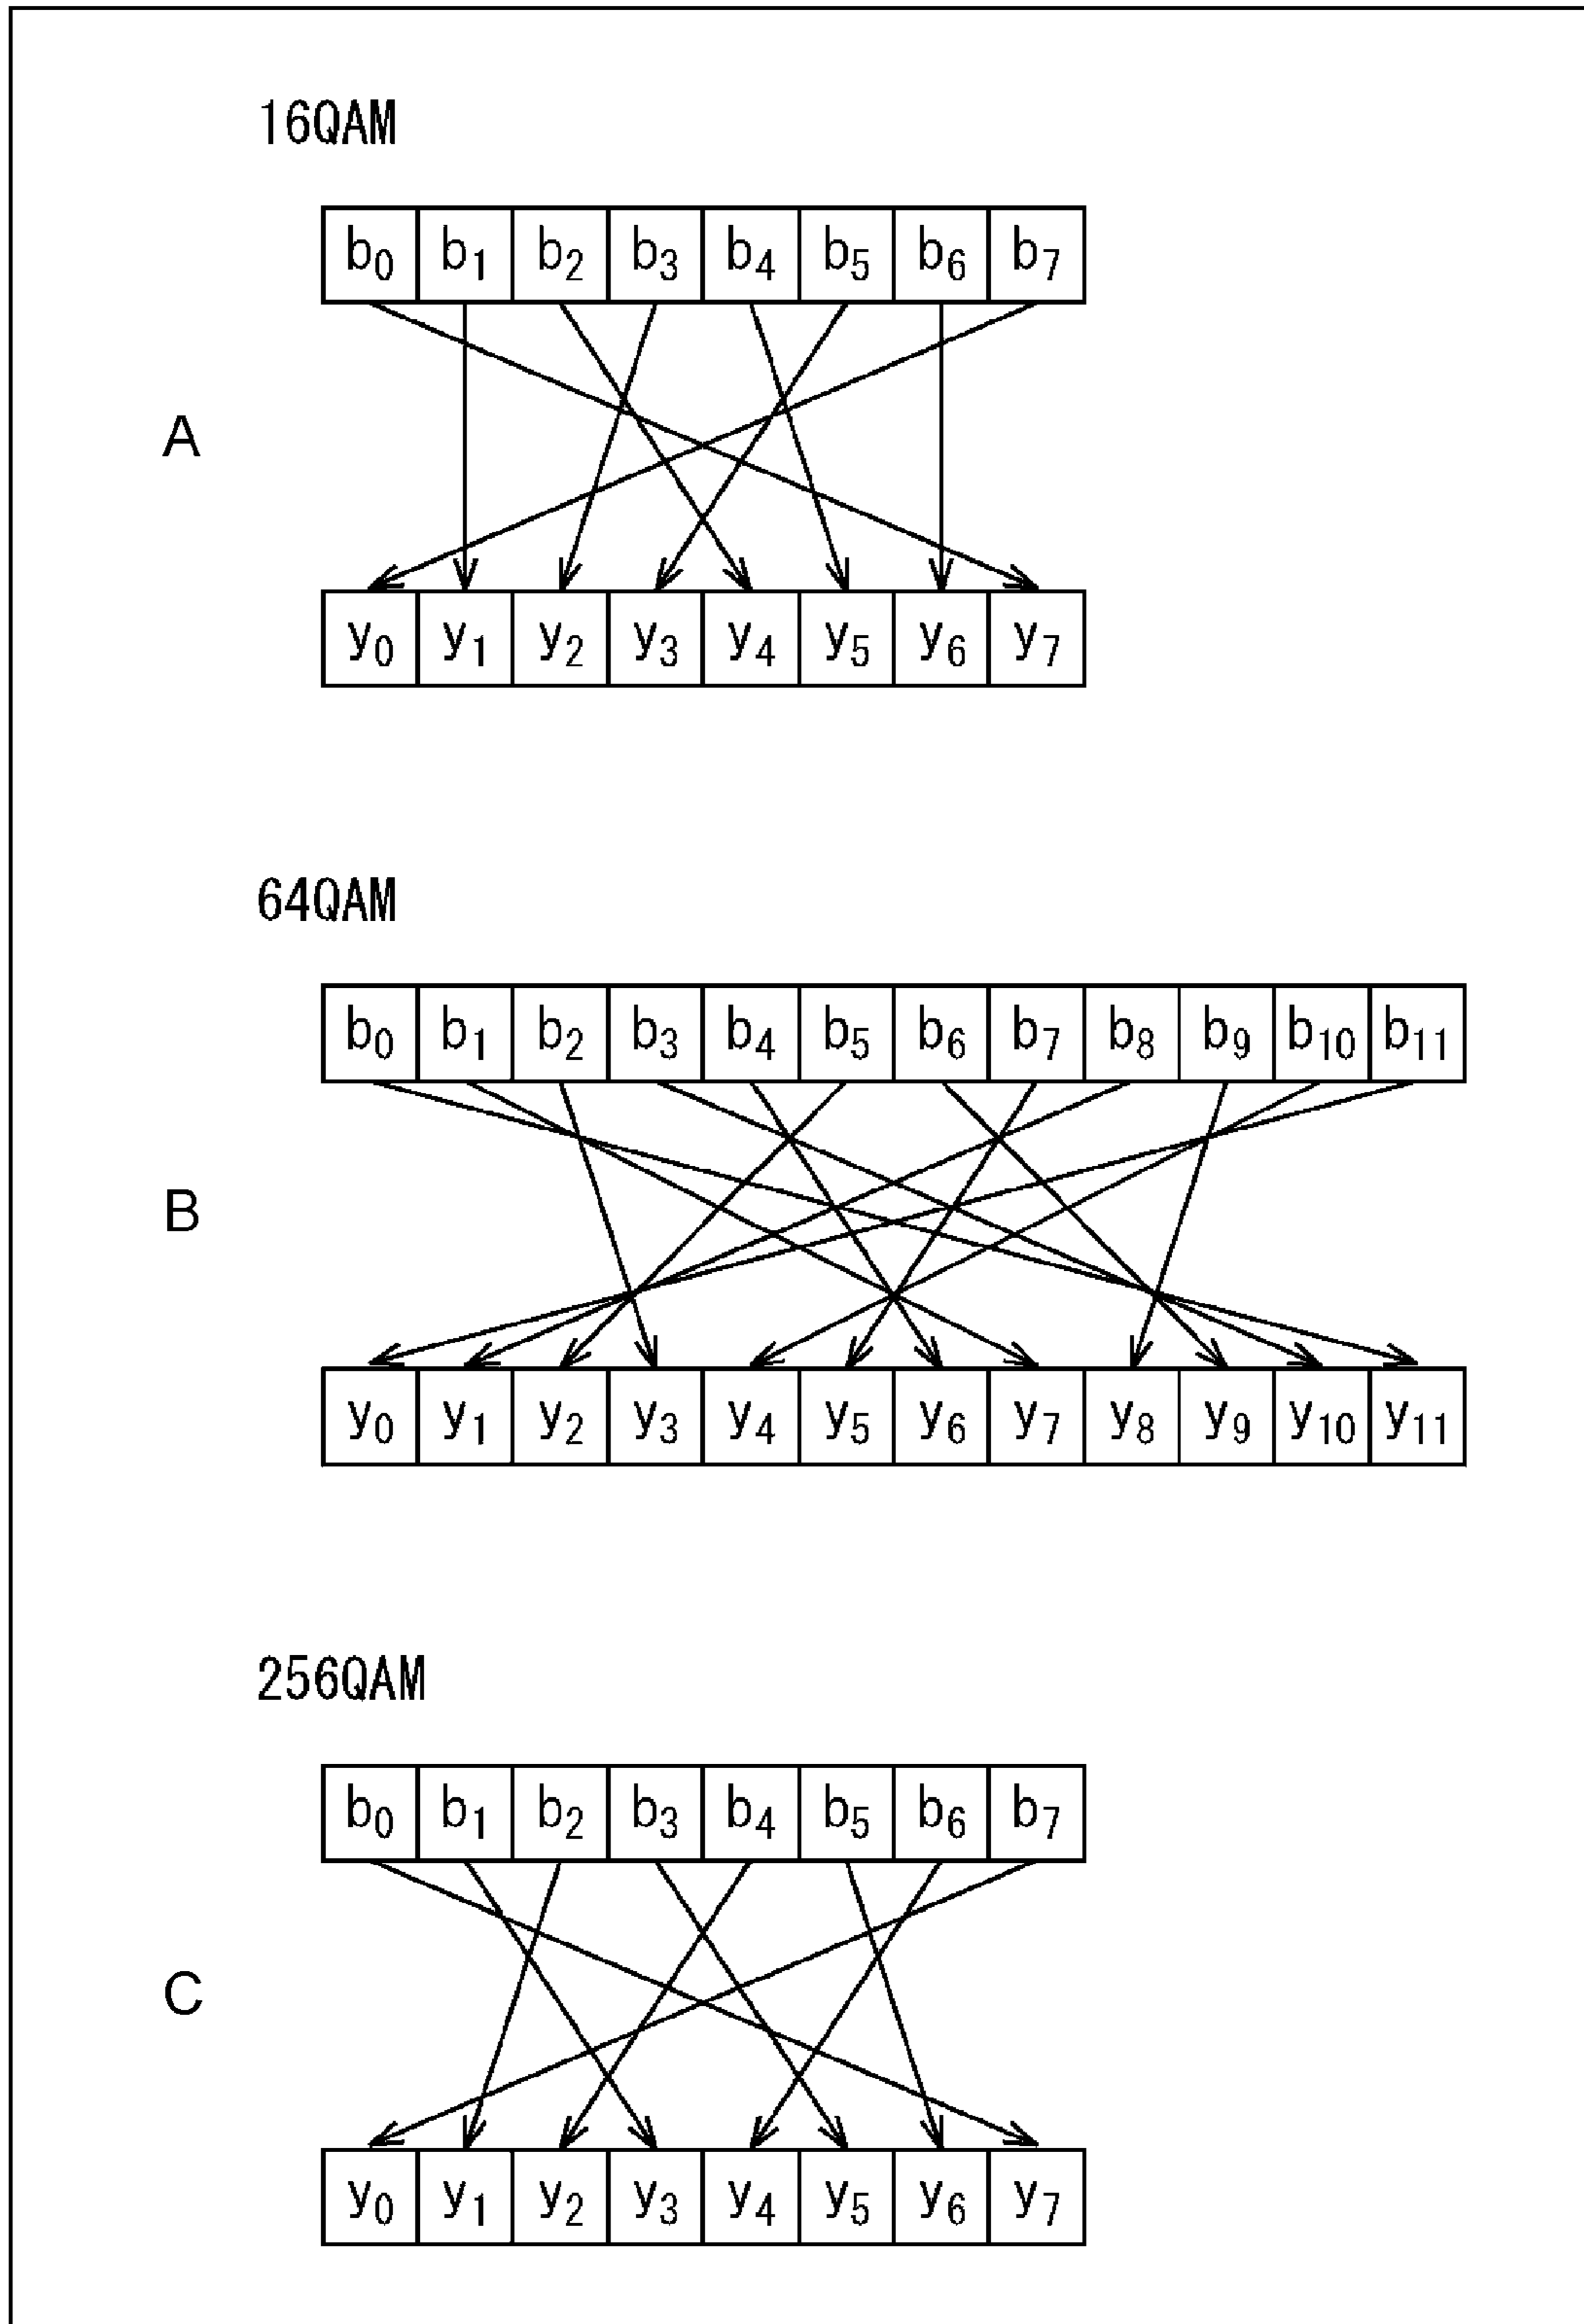 16QAM
b0 b1 b2 b3 b4 b5 b6 b7
A
y0 y1 y2 y3 y4 y5 y6 y7
64QAM
b0 b1 b2 b3 b4 b5 b6 b7 b8 b9 b10 b11
B
y0 y1 y2 y3 y4 y5 y6 y7 y8 y9 y10 y11
256QAM
b0 b1 b2 b3 b4 b5 b6 b7
C
y0 y1 y2 y3 y4 y5 y6 y7